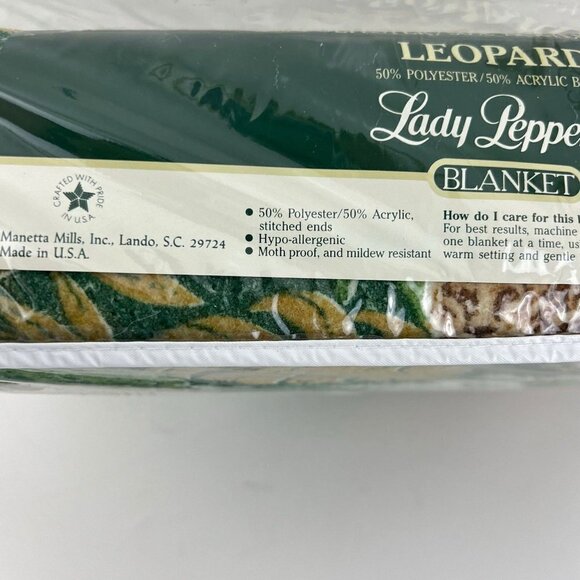 LEOPARD
50% POLYESTER/50% ACRYLIC B
Lady Peppe
BLANKET
CRAFTED WITH PRIDE
IN U.S.A.
Manetta Mills, Inc., Lando, S.C. 29724
Made in U.S.A.
• 50% Polyester/50% Acrylic,
stitched ends
• Hypo-allergenic
• Moth proof, and mildew resistant
How do I care for this
For best results, machine
one blanket at a time, us
warm setting and gentle